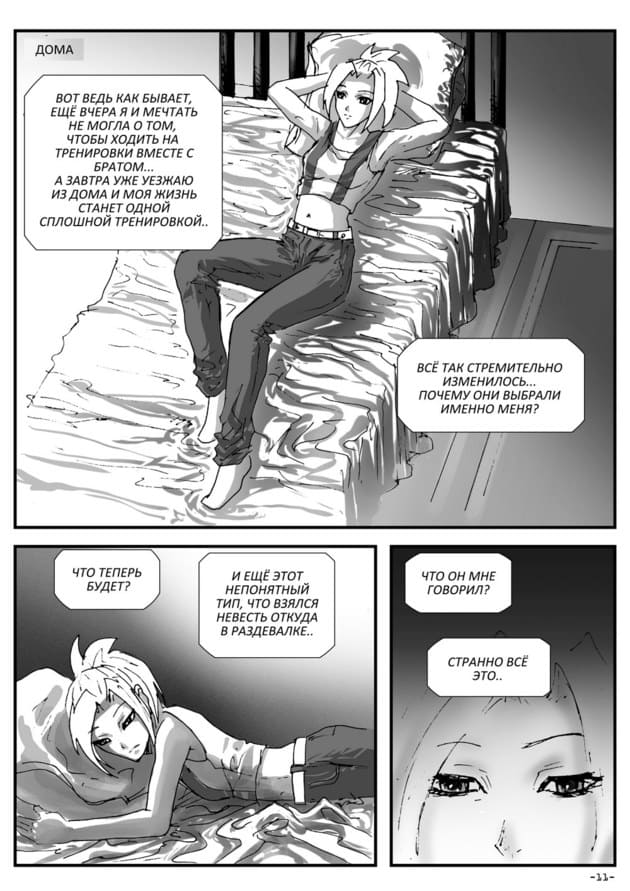 ДОМА
ВОТ ВЕДЬ КАК БЫВАЕТ,
ЕЩЁ ВЧЕРА Я И МЕЧТАТЬ
НЕ МОГЛА О ТОМ,
ЧТОБЫ ХОДИТЬ НА
ТРЕНИРОВКИ ВМЕСТЕ С
БРАТОМ...
А ЗАВТРА УЖЕ УЕЗЖАЮ
ИЗ ДОМА И МОЯ ЖИЗНЬ
СТАНЕТ ОДНОЙ
СПЛОШНОЙ ТРЕНИРОВКОЙ..
ВСЁ ТАК СТРЕМИТЕЛЬНО
ИЗМЕНИЛОСЬ...
ПОЧЕМУ ОНИ ВЫБРАЛИ
ИМЕННО МЕНЯ?
ЧТО ТЕПЕРЬ
БУДЕТ?
И ЕЩЁ ЭТОТ
НЕПОНЯТНЫЙ
ТИП, ЧТО ВЗЯЛСЯ
НЕВЕСТЬ ОТКУДА
В РАЗДЕВАЛКЕ..
ЧТО ОН МНЕ
ГОВОРИЛ?
СТРАННО ВСЁ
ЭТО..
-11-